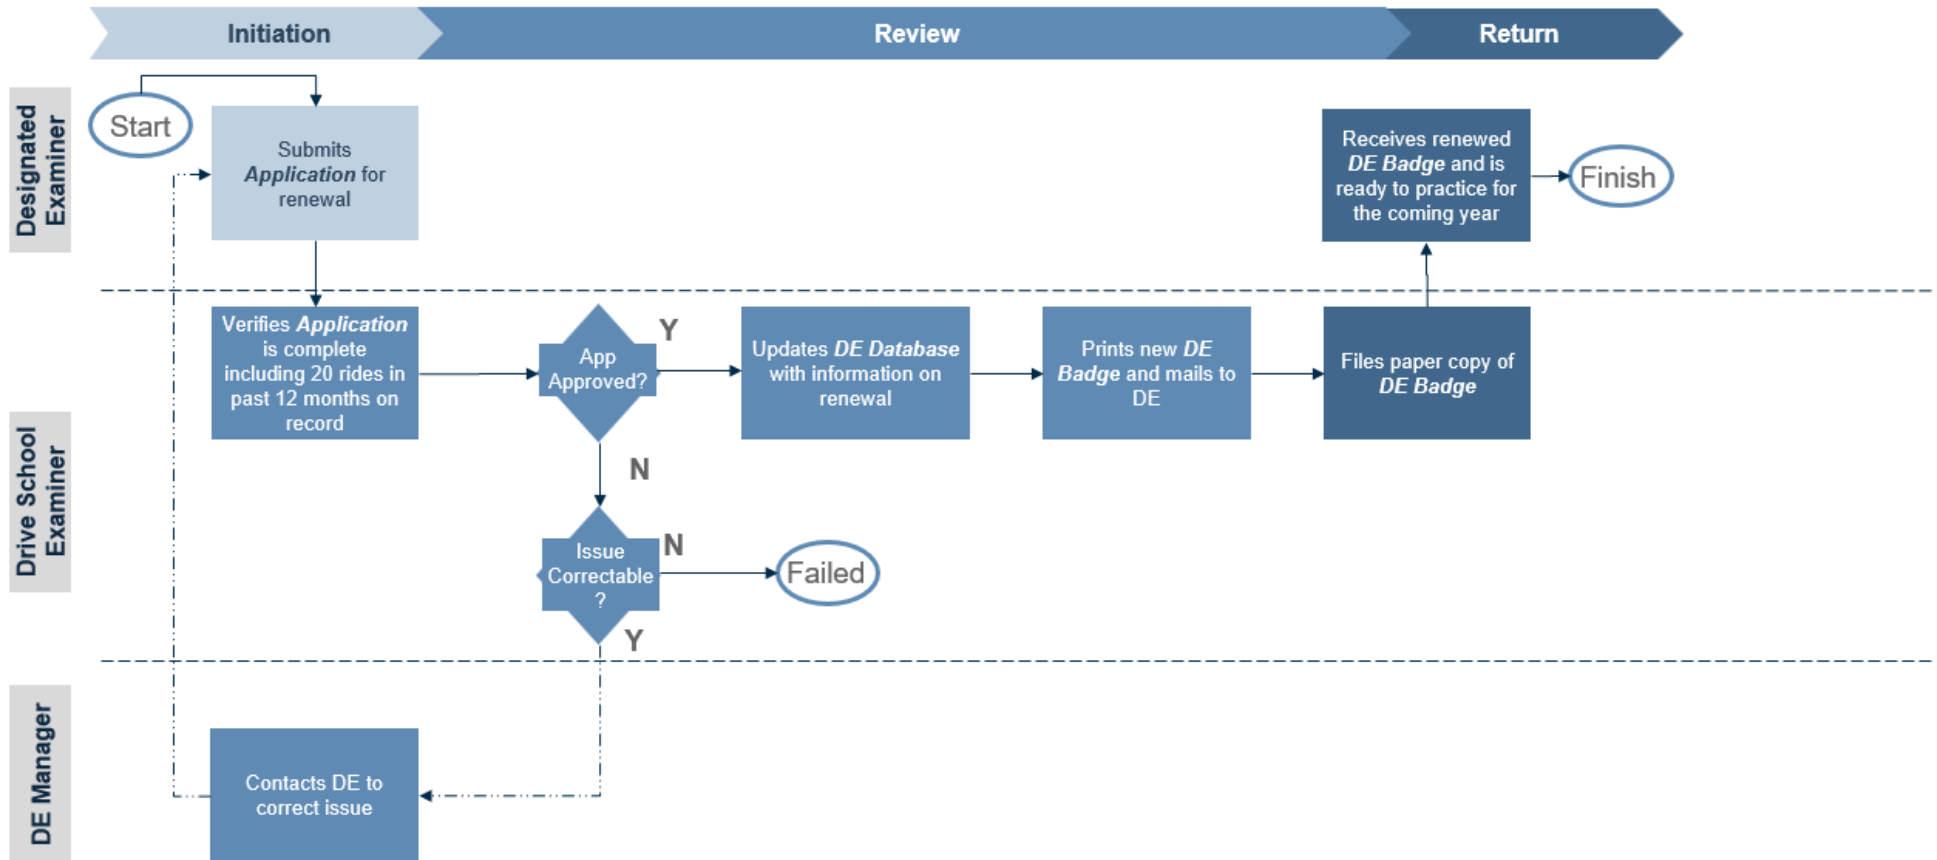 Initiation
Review
Return
Designated
Examiner
Start
Submits
Application for
renewal
Receives renewed
DE Badge and is
ready to practice for
the coming year
Finish
Drive School
Examiner
Verifies Application
is complete
including 20 rides in
past 12 months on
record
App
Approved?
Y
Updates DE Database
with information on
renewal
Prints new DE
Badge and mails to
DE
Files paper copy of
DE Badge
N
Issue
Correctable
?
N
Failed
Y
DE Manager
Contacts DE to
correct issue